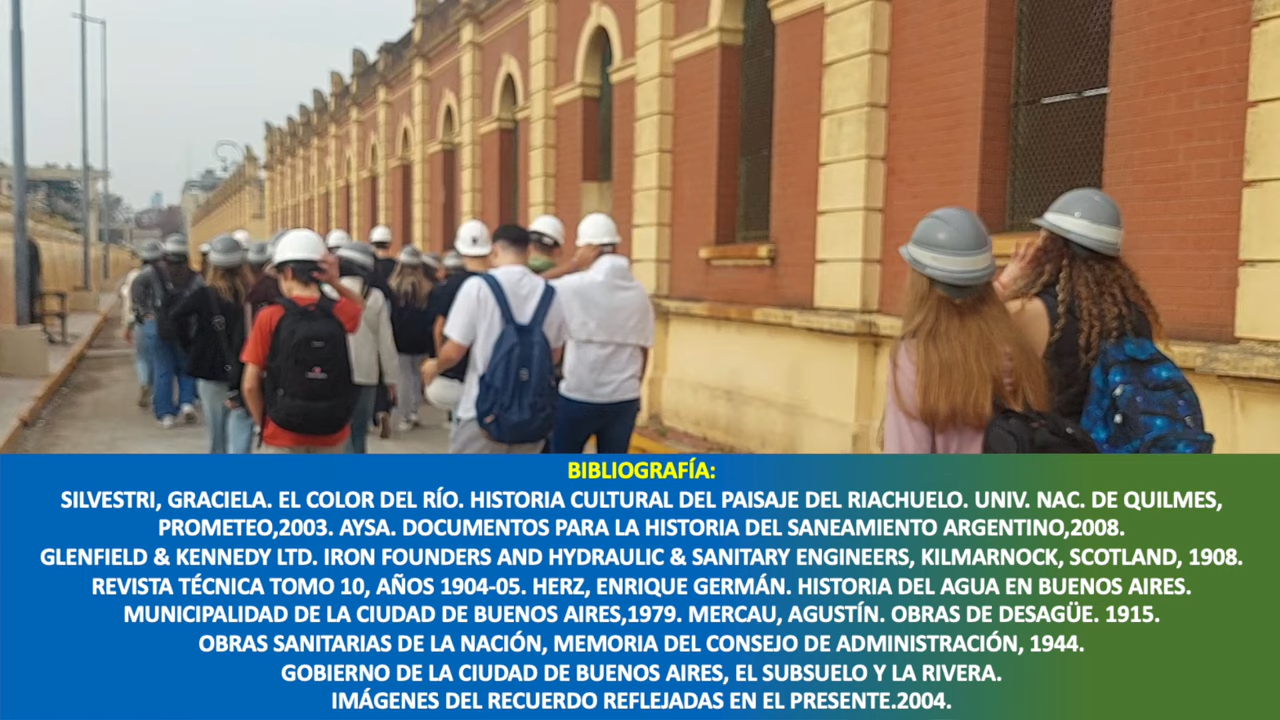 BIBLIOGRAFÍA:
SILVESTRI, GRACIELA. EL COLOR DEL RÍO. HISTORIA CULTURAL DEL PAISAJE DEL RIACHUELO. UNIV. NAC. DE QUILMES,
PROMETEO,2003. AYSA. DOCUMENTOS PARA LA HISTORIA DEL SANEAMIENTO ARGENTINO,2008.
GLENFIELD & KENNEDY LTD. IRON FOUNDERS AND HYDRAULIC & SANITARY ENGINEERS, KILMARNOCK, SCOTLAND, 1908.
REVISTA TÉCNICA TOMO 10, AÑOS 1904-05. HERZ, ENRIQUE GERMÁN. HISTORIA DEL AGUA EN BUENOS AIRES.
MUNICIPALIDAD DE LA CIUDAD DE BUENOS AIRES,1979. MERCAU, AGUSTÍN. OBRAS DE DESAGÜE. 1915.
OBRAS SANITARIAS DE LA NACIÓN, MEMORIA DEL CONSEJO DE ADMINISTRACIÓN, 1944.
GOBIERNO DE LA CIUDAD DE BUENOS AIRES, EL SUBSUELO Y LA RIVERA.
IMÁGENES DEL RECUERDO REFLEJADAS EN EL PRESENTE.2004.